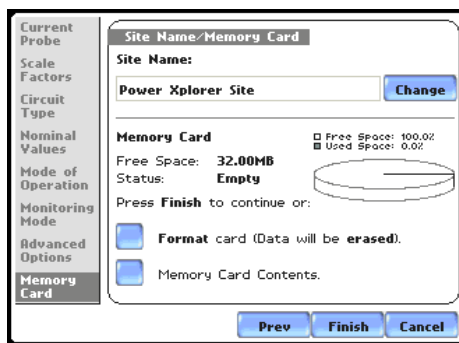 Current
Probe
Scale
Factors
Circuit
Type
Nominal
Values
Mode of
Operation
Monitoring
Mode
Advanced
Options
Memory
Card
Site Name/Memory Card
Site Name:
Power Xplorer Site
Change
Memory Card
Free Space: 100.0%
Used Space: 0.0%
Free Space: 32.00MB
Status: Empty
Press Finish to continue or:
Format card (Data will be erased).
Memory Card Contents.
Prev Finish Cancel